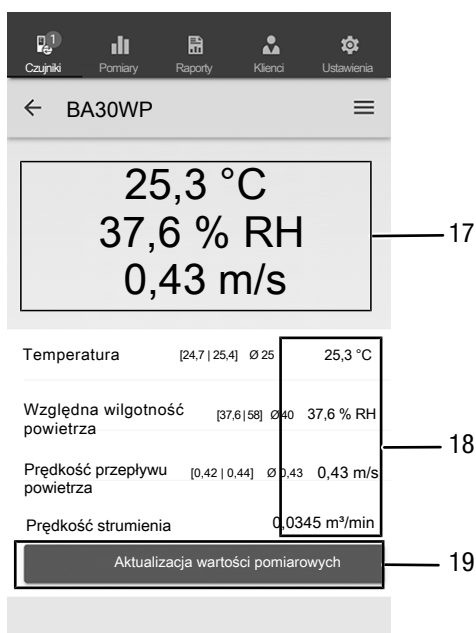 1
Czujniki Pomiary Raporty Klienci Ustawienia
BA30WP
25,3 °C
37,6 % RH
0,43 m/s
17
Temperatura [24,7 | 25,4] Ø 25 25,3 °C
Względna wilgotność powietrza [37,6 | 58] Ø 40 37,6 % RH
18
Prędkość przepływu powietrza [0,42 | 0,44] Ø 0,43 0,43 m/s
Prędkość strumienia 0,0345 m³/min
Aktualizacja wartości pomiarowych
19